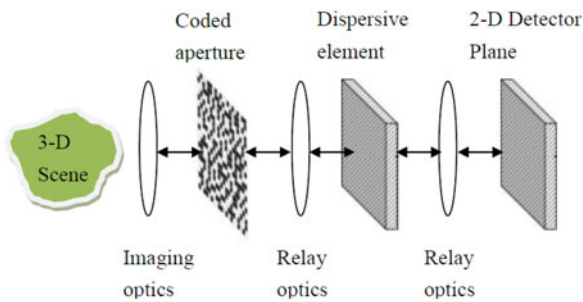 Coded
aperture
Dispersive
element
2-D Detector
Plane
3-D
Scene
Imaging
optics
Relay
optics
Relay
optics